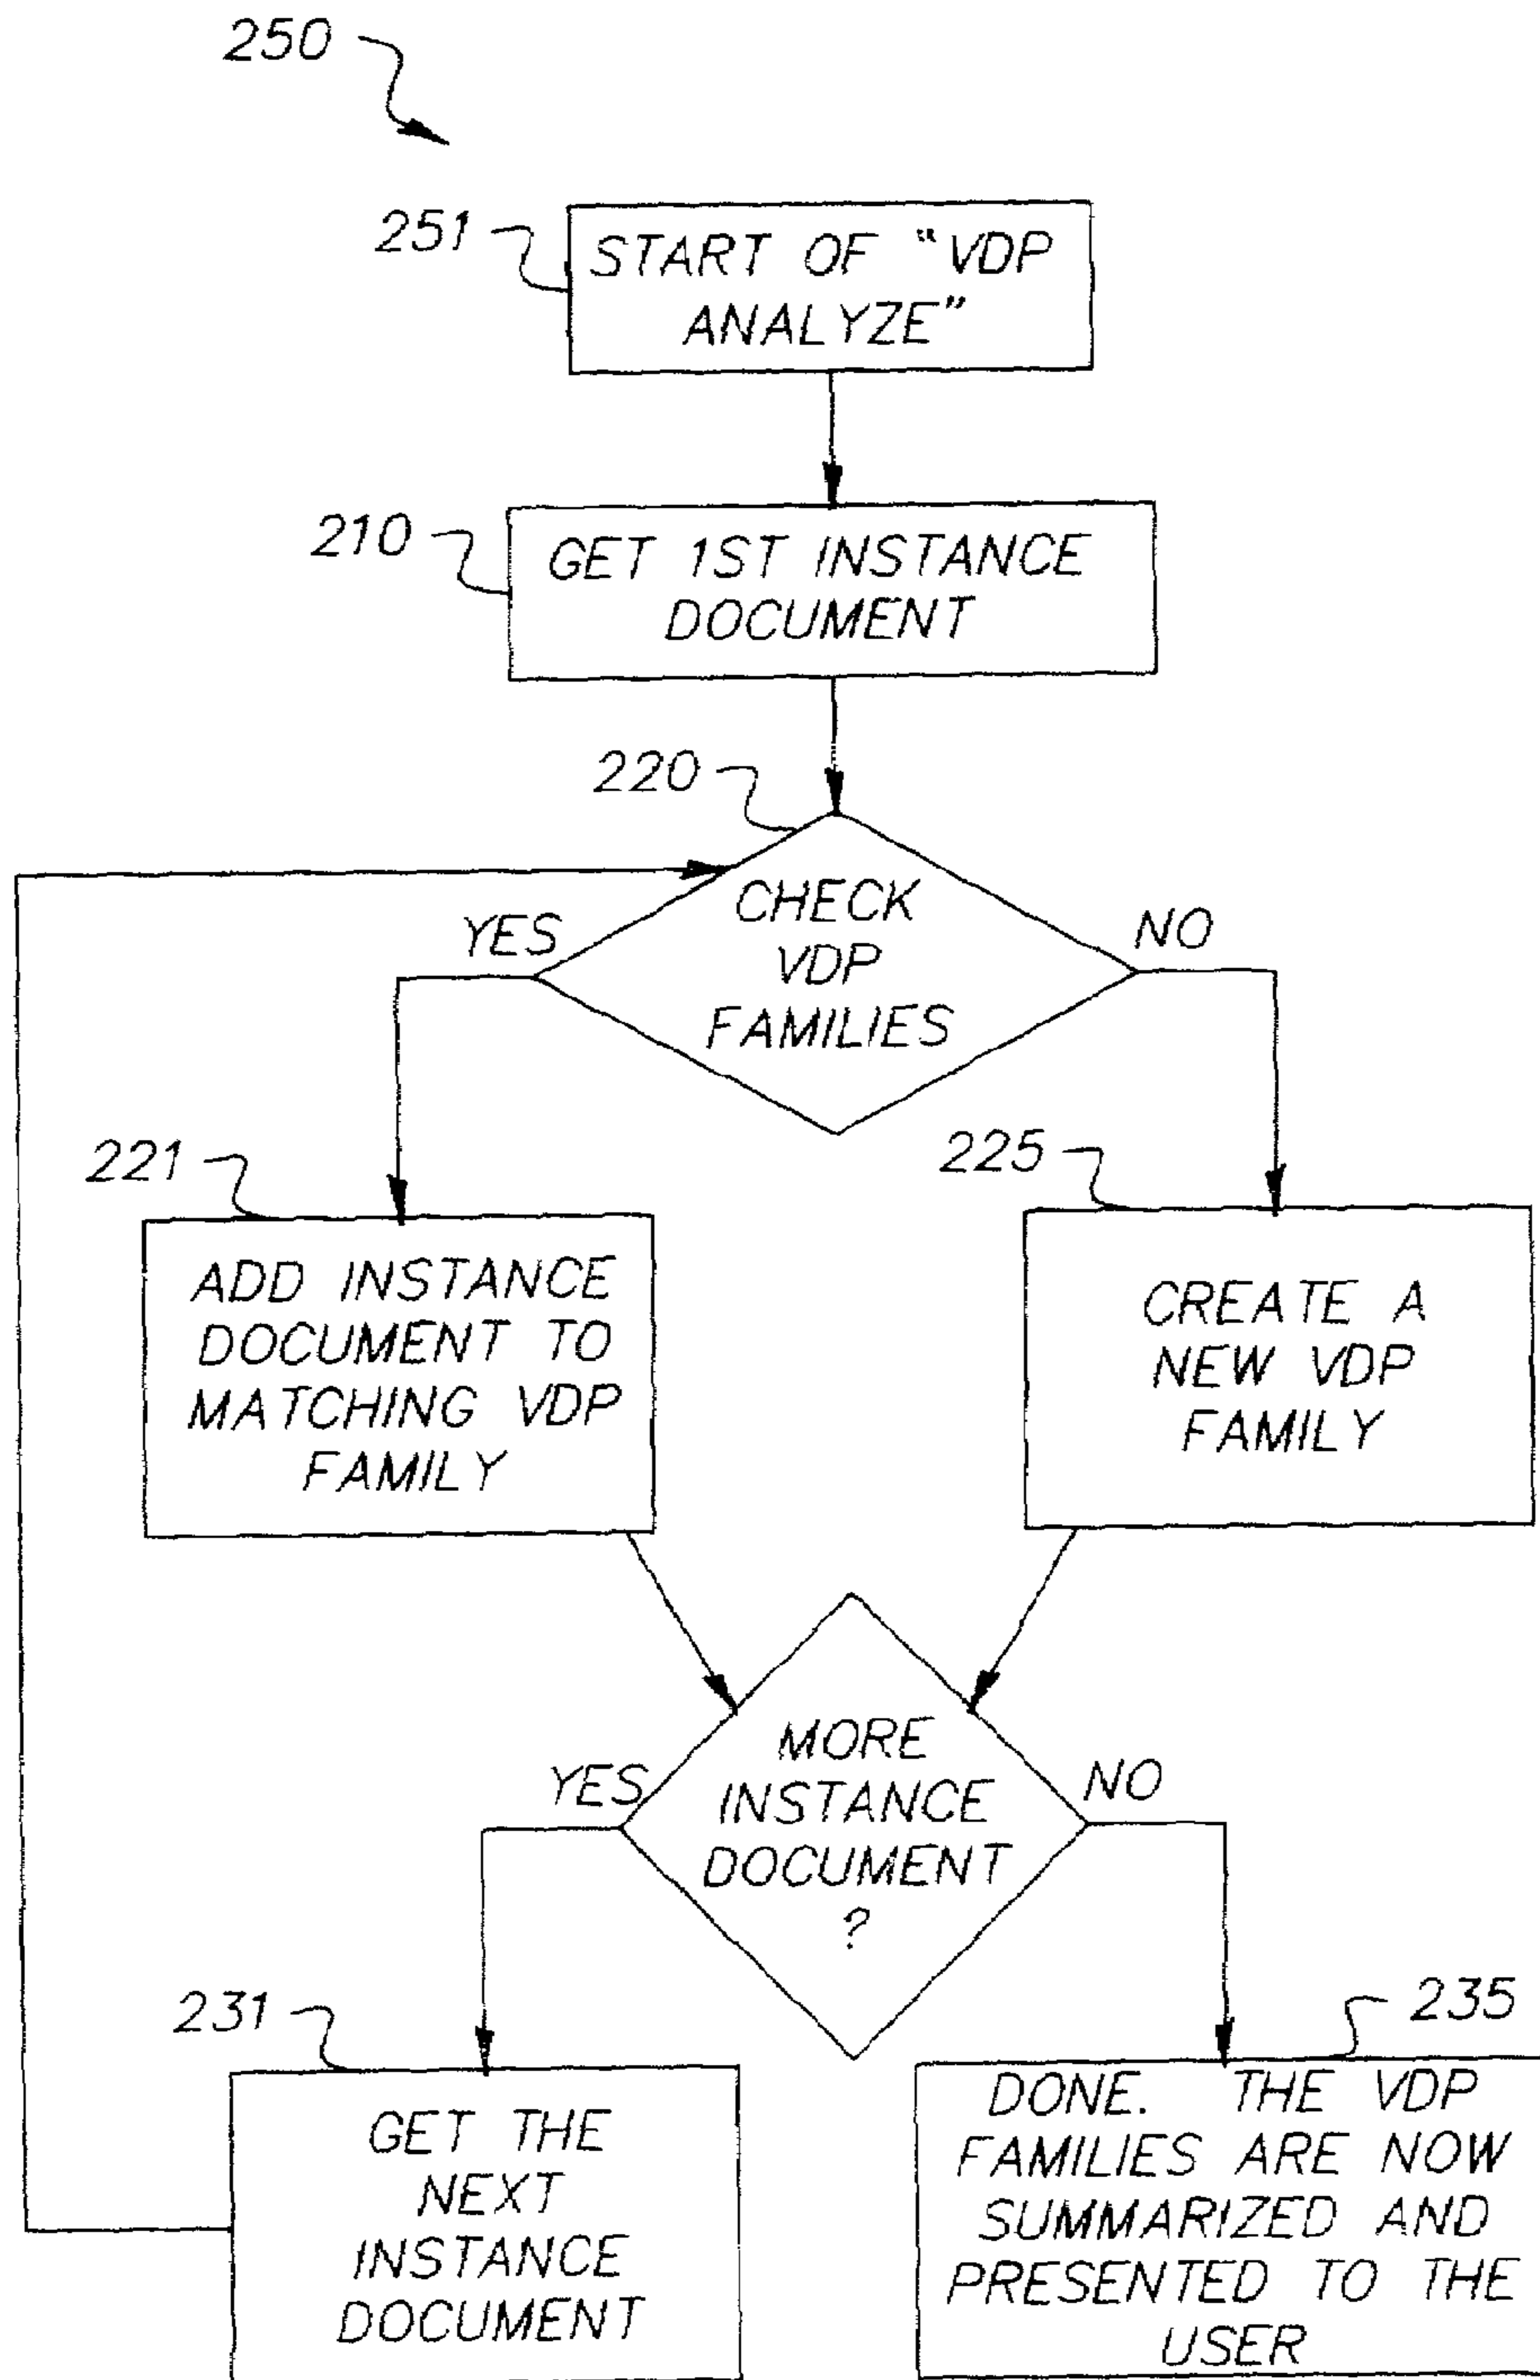 250
251
START OF "VDP
ANALYZE"
210
GET 1ST INSTANCE
DOCUMENT
220
CHECK
VDP
FAMILIES
YES
NO
221
ADD INSTANCE
DOCUMENT TO
MATCHING VDP
FAMILY
225
CREATE A
NEW VDP
FAMILY
MORE
INSTANCE
DOCUMENT
?
YES
NO
231
GET THE
NEXT
INSTANCE
DOCUMENT
235
DONE. THE VDP
FAMILIES ARE NOW
SUMMARIZED AND
PRESENTED TO THE
USER